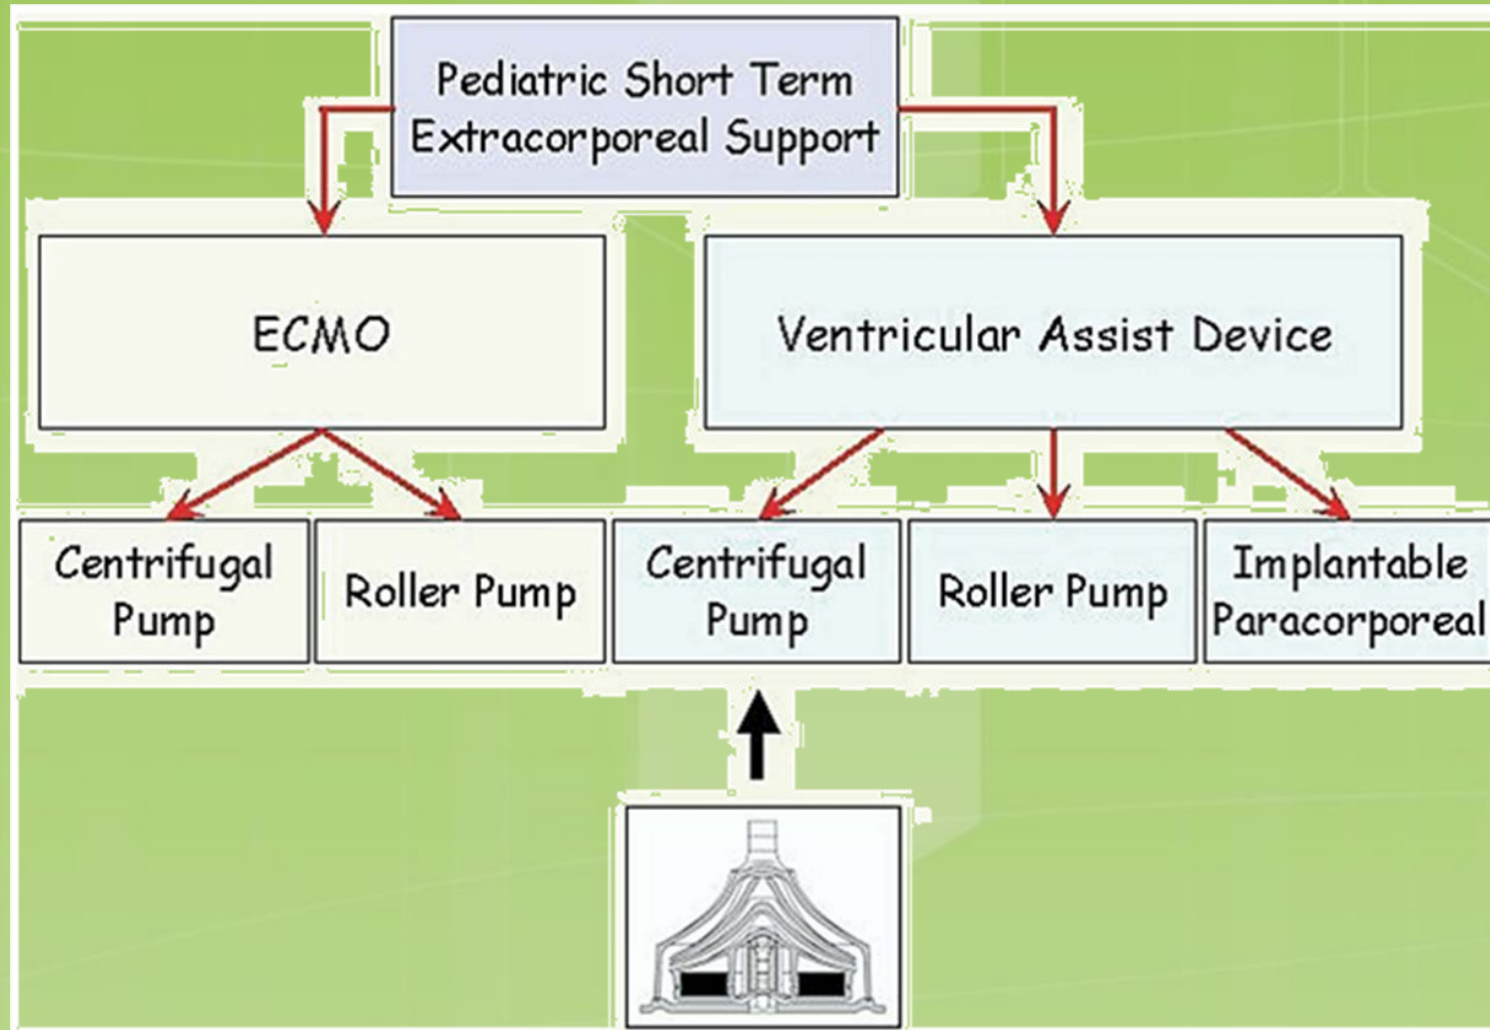 Pediatric Short Term
Extracorporeal Support
ECMO
Ventricular Assist Device
Centrifugal
Pump
Roller Pump
Centrifugal
Pump
Roller Pump
Implantable
Paracorporeal